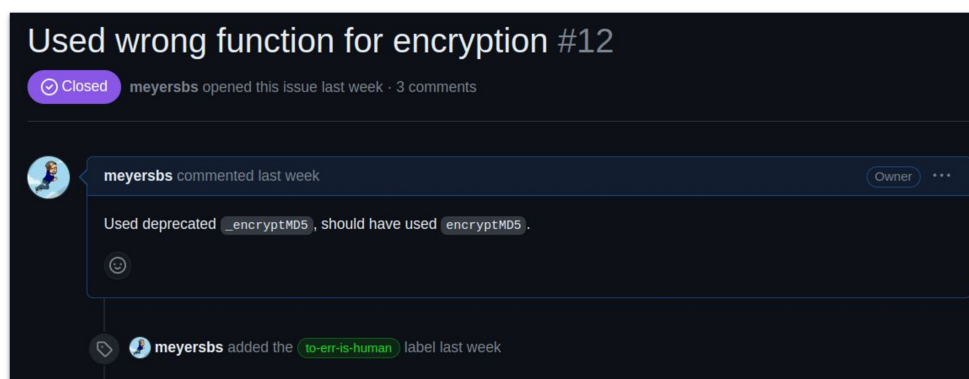 Used wrong function for encryption #12
Closed meyersbs opened this issue last week · 3 comments
meyersbs commented last week Owner ...
Used deprecated _encryptMD5, should have used encryptMD5.
meyersbs added the to-err-is-human label last week